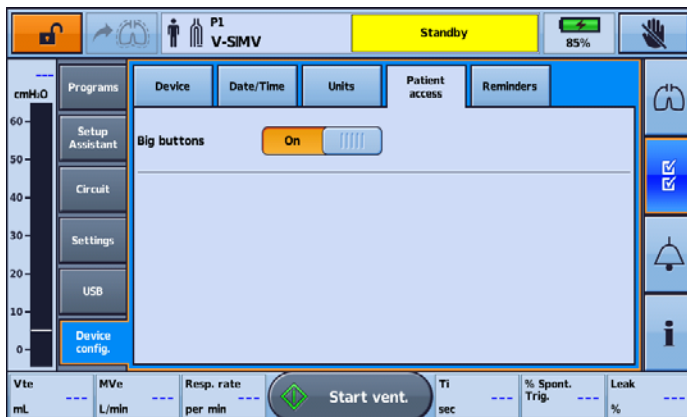 P1
V-SIMV
Standby
85%
---
cmH2O
60
50
40
30
20
10
0
Programs
Setup
Assistant
Circuit
Settings
USB
Device
config.
Device
Date/Time
Units
Patient
access
Reminders
Big buttons
On
Vte
---
mL
MVe
---
L/min
Resp. rate
---
per min
Start vent.
Ti
---
sec
% Spont.
Trig.
---
Leak
---
%